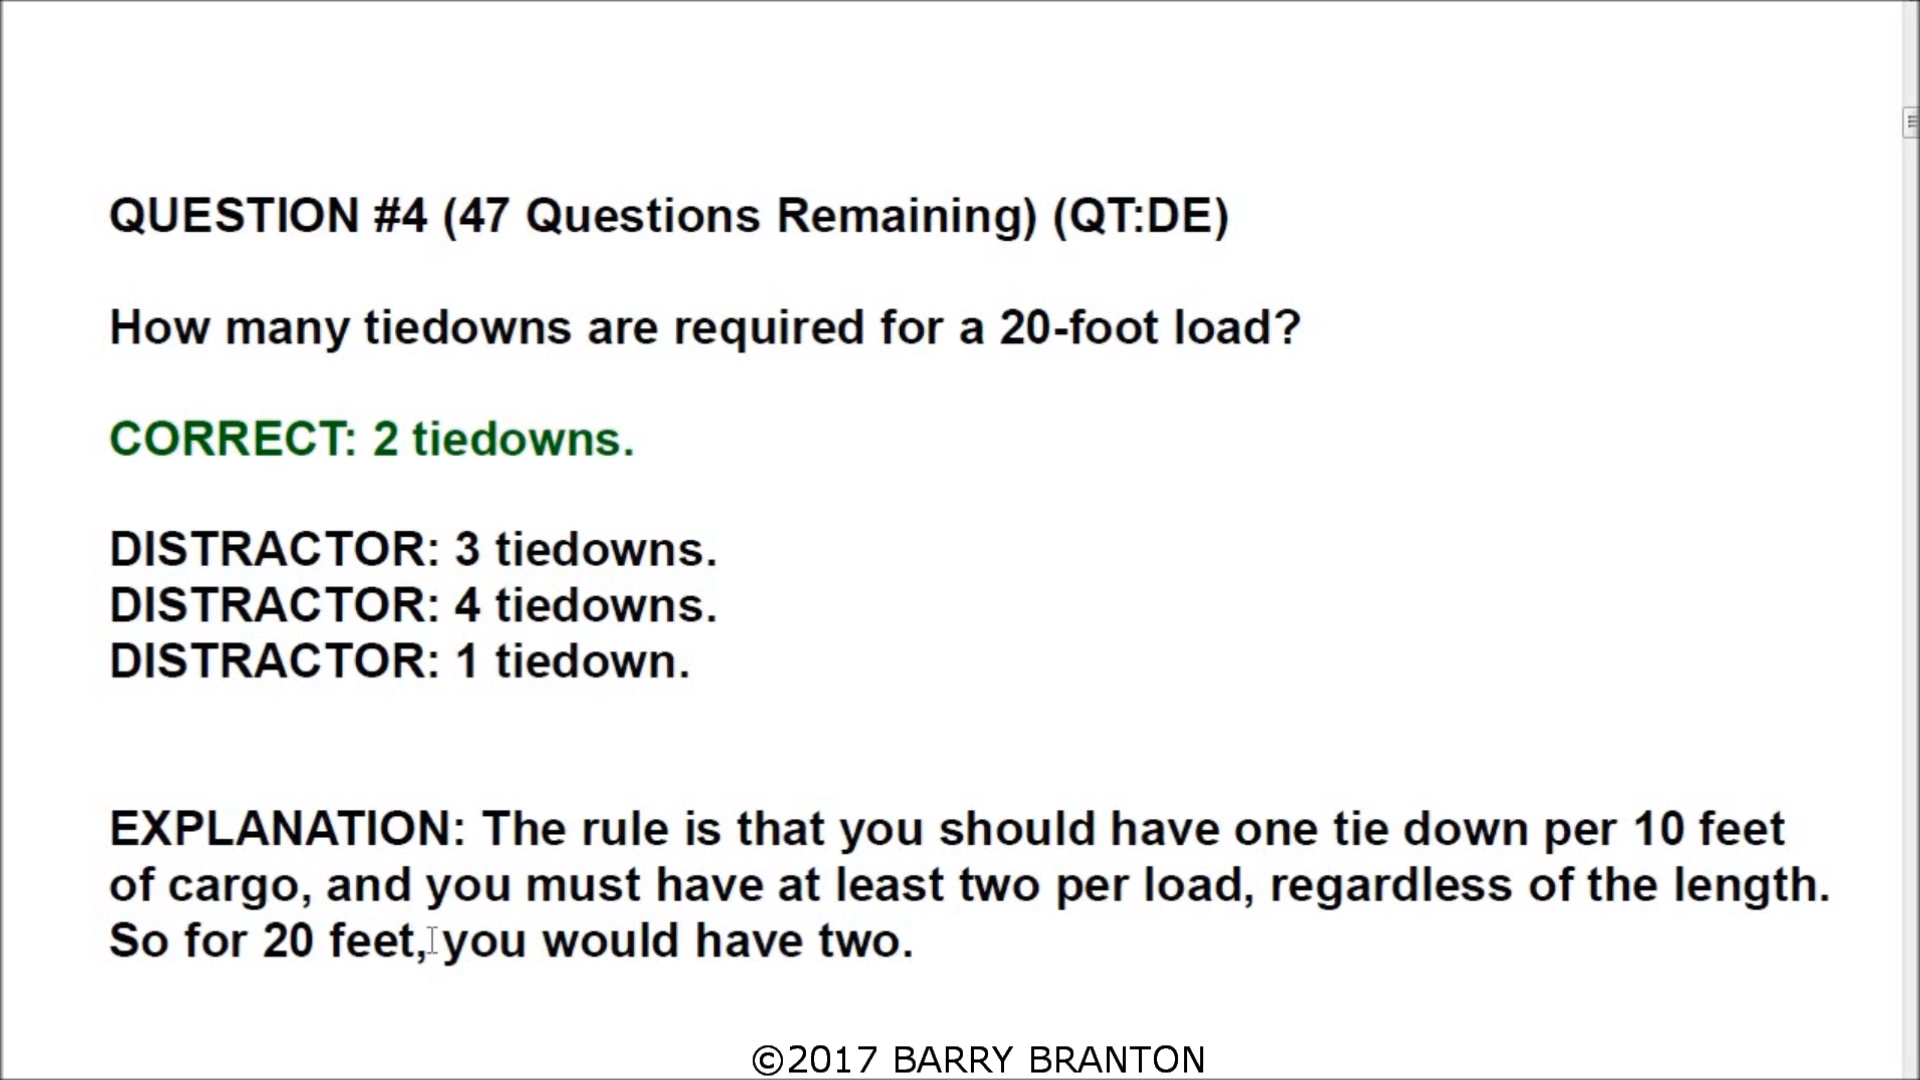 QUESTION #4 (47 Questions Remaining) (QT:DE)
How many tiedowns are required for a 20-foot load?
CORRECT: 2 tiedowns.
DISTRACTOR: 3 tiedowns.
DISTRACTOR: 4 tiedowns.
DISTRACTOR: 1 tiedown.
EXPLANATION: The rule is that you should have one tie down per 10 feet
of cargo, and you must have at least two per load, regardless of the length.
So for 20 feet, you would have two.
©2017 BARRY BRANTON